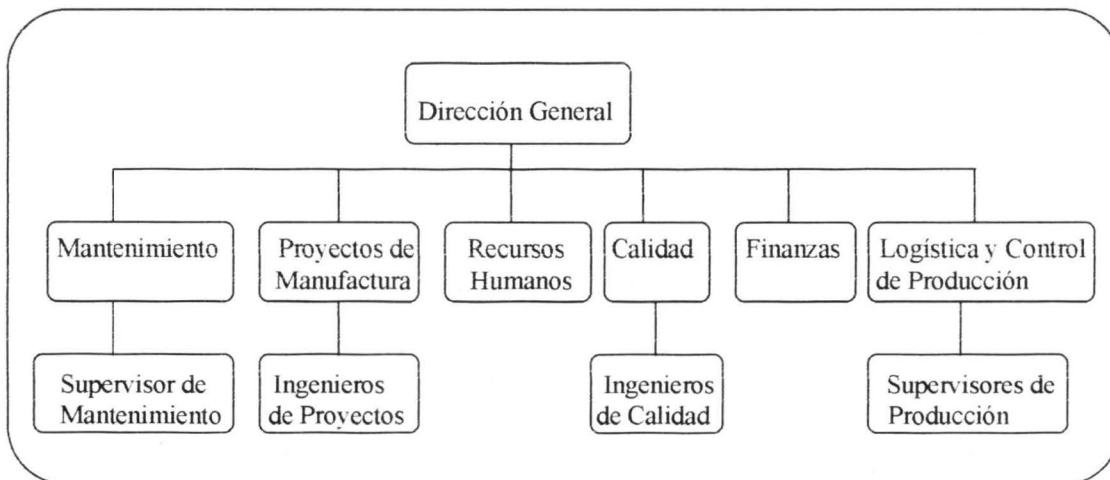 Dirección General
Mantenimiento
Proyectos de
Manufactura
Recursos
Humanos
Calidad
Finanzas
Logística y Control
de Producción
Supervisor de
Mantenimiento
Ingenieros
de Proyectos
Ingenieros
de Calidad
Supervisores de
Producción